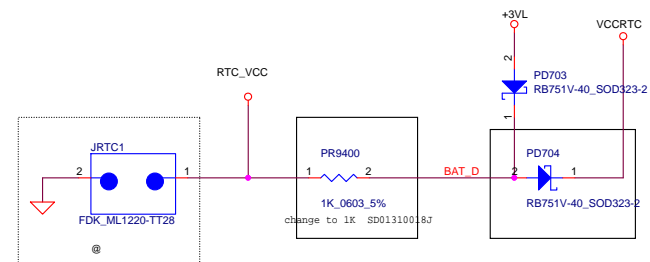 +3VL
VCCRTC
2
PD703
RB751V-40_SOD323-2
1
RTC_VCC
JRTC1
2
1
FDK_ML1220-TT28
@
PR9400
1
2
1K_0603_5%
change to 1K SD01310018J
BAT_D
PD704
2
1
RB751V-40_SOD323-2